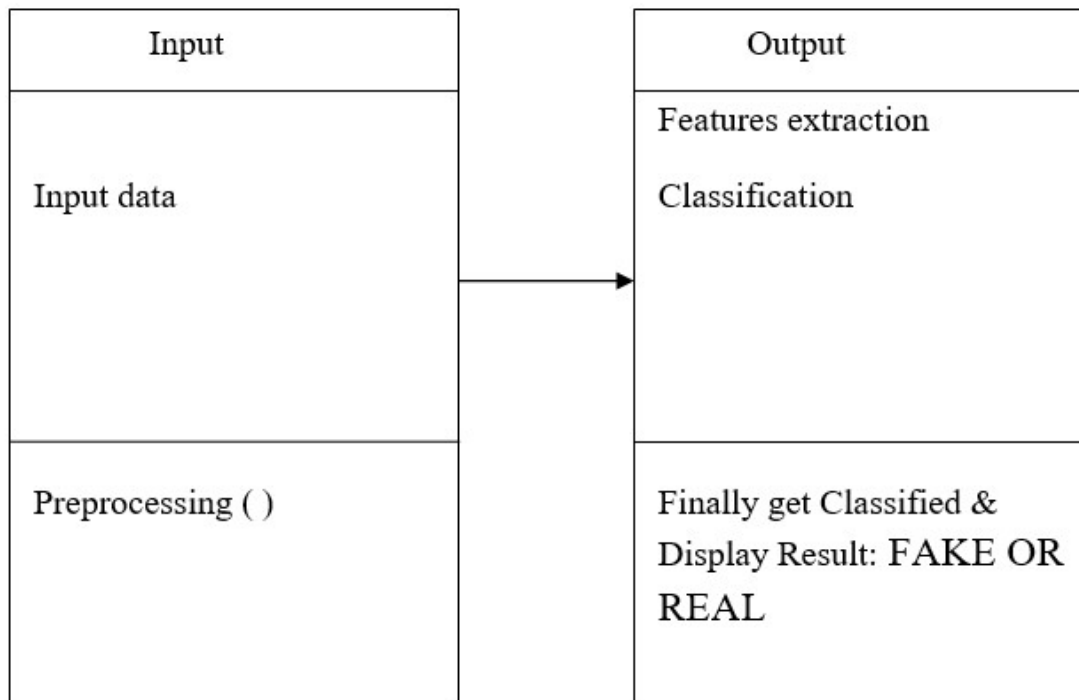 Input
Input data
Preprocessing ( )
Output
Features extraction
Classification
Finally get Classified &
Display Result: FAKE OR
REAL